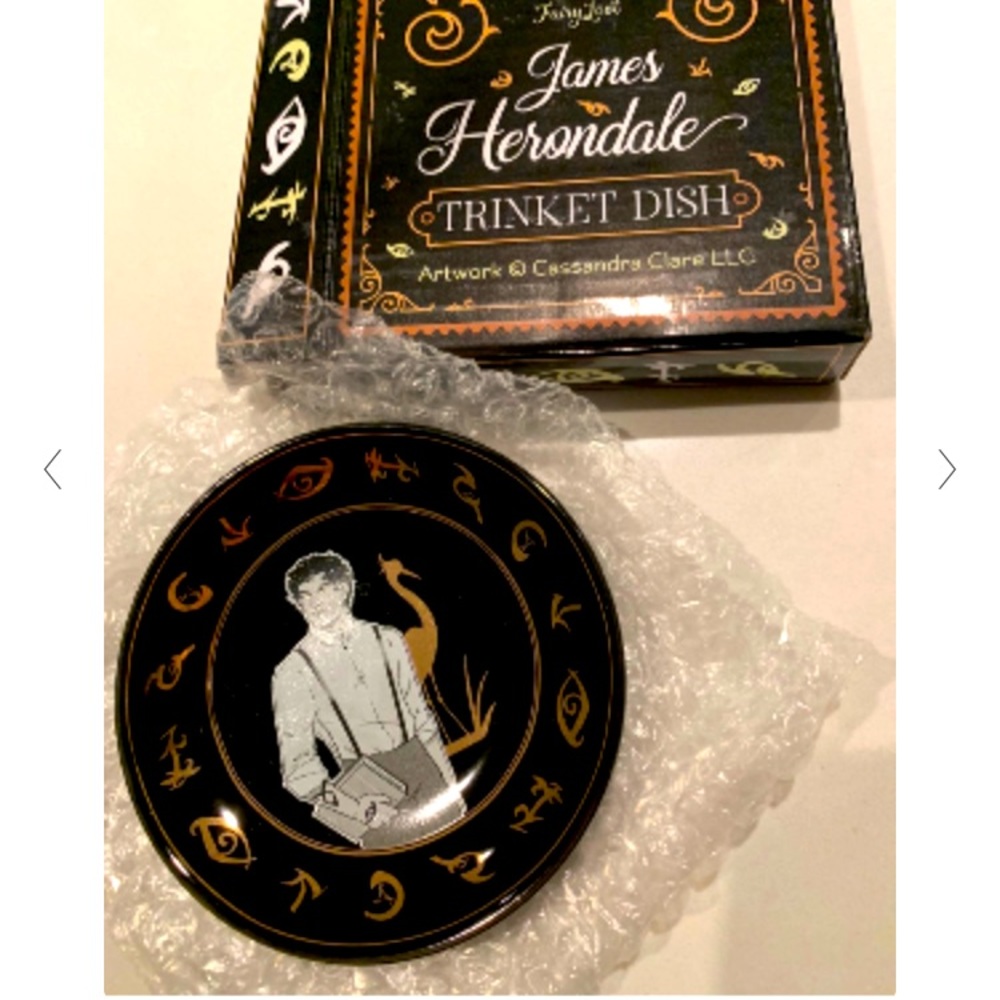 FairyLoot
James
Herondale
TRINKET DISH
Artwork © Cassandra Clare LLC